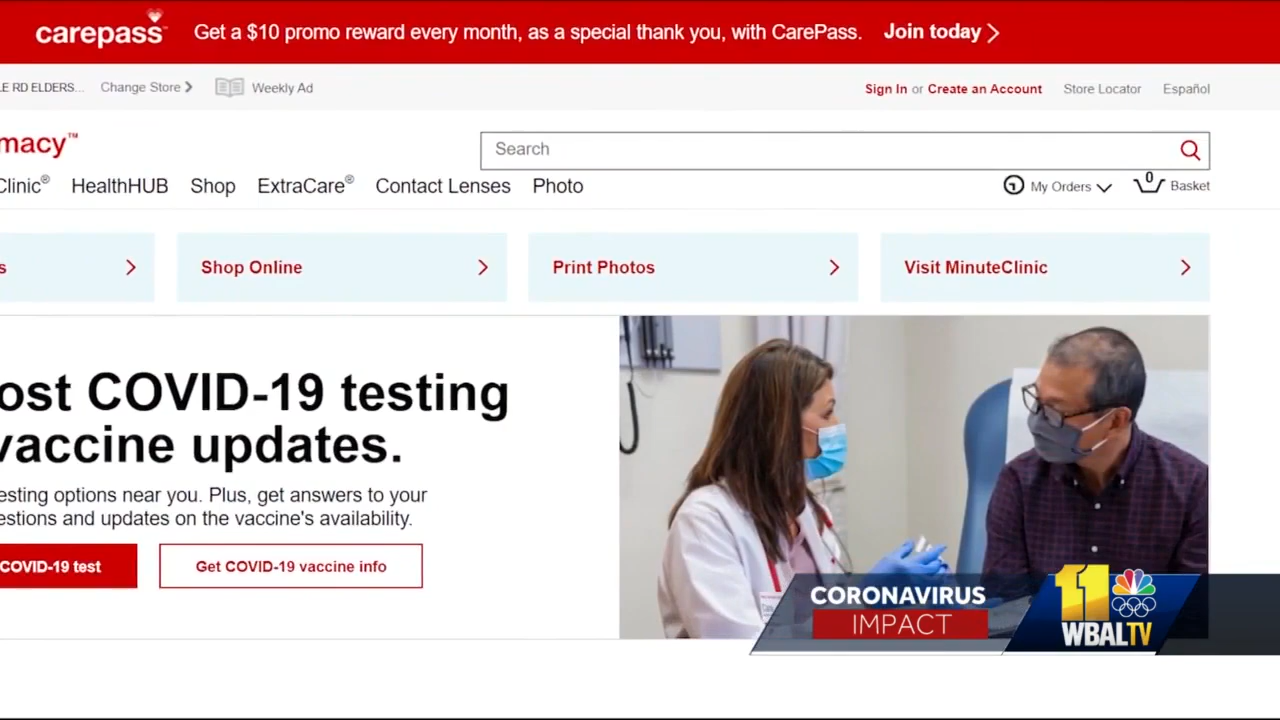 carepass™ Get a $10 promo reward every month, as a special thank you, with CarePass. Join today
LE RD ELDERS... Change Store Weekly Ad Sign In or Create an Account Store Locator Español
macy™
Search
Clinic® HealthHUB Shop ExtraCare® Contact Lenses Photo My Orders 0 Basket
s Shop Online Print Photos Visit MinuteClinic
ost COVID-19 testing
vaccine updates.
esting options near you. Plus, get answers to your
estions and updates on the vaccine's availability.
COVID-19 test Get COVID-19 vaccine info
CORONAVIRUS
IMPACT
11
WBALTV